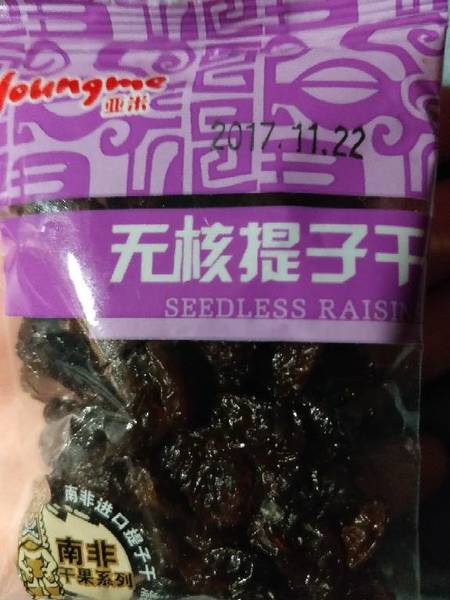 Youngme
亚米
2017.11.22
无核提子干
SEEDLESS RAISIN
南非进口提子干
南非
干果系列